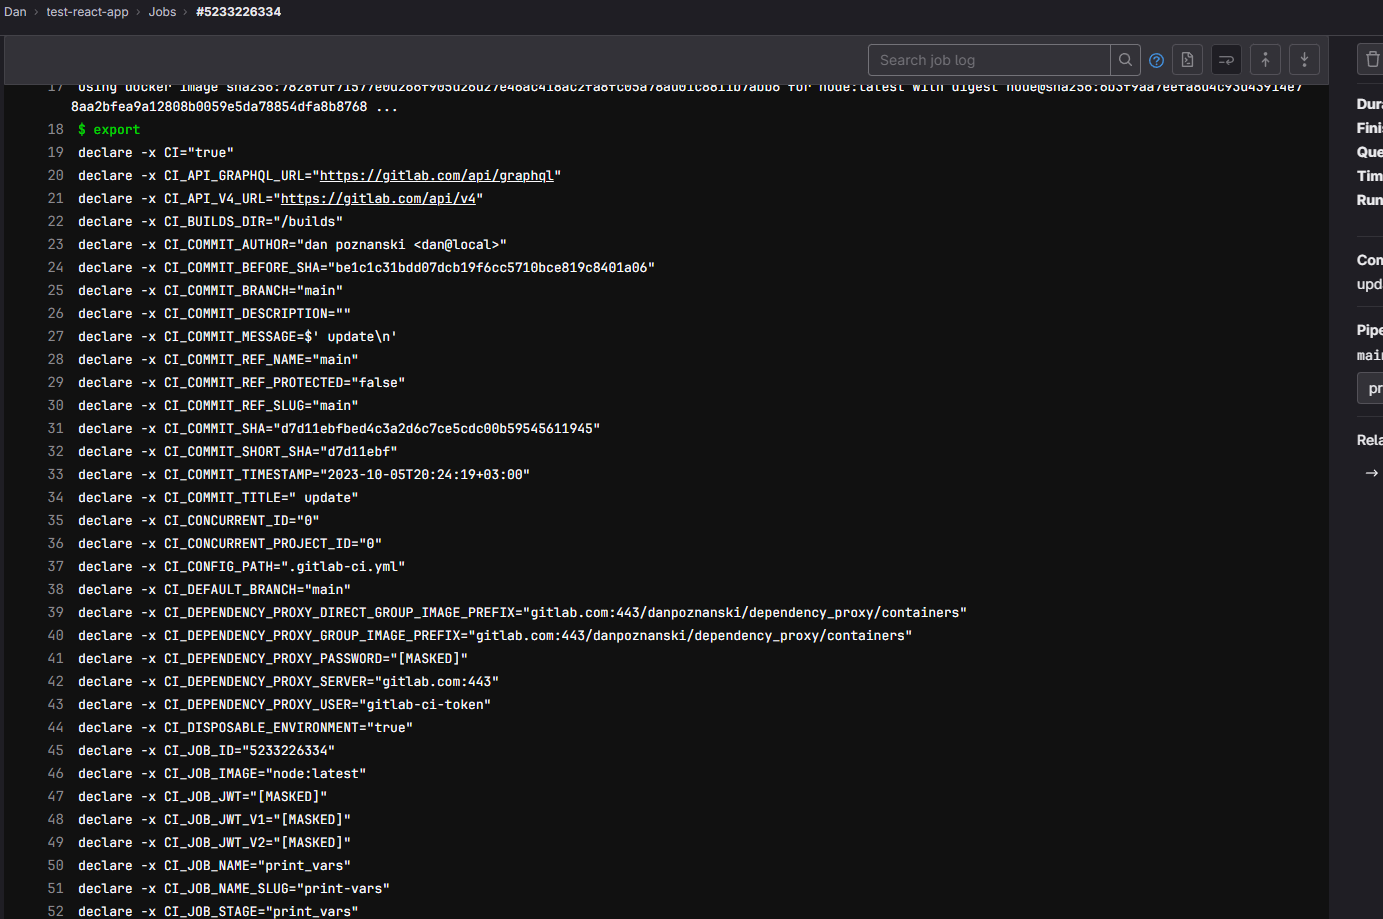 Dan › test-react-app › Jobs › #5233226334
Search job log
17 Using docker image for node:latest with digest
8aa2bfea9a12808b0059e5da78854dfa8b8768 ...
18 $ export
19 declare -x CI="true"
20 declare -x CI_API_GRAPHQL_URL="https://gitlab.com/api/graphql"
21 declare -x CI_API_V4_URL="https://gitlab.com/api/v4"
22 declare -x CI_BUILDS_DIR="/builds"
23 declare -x CI_COMMIT_AUTHOR="dan poznanski <dan@local>"
24 declare -x CI_COMMIT_BEFORE_SHA="be1c1c31bdd07dcb19f6cc5710bce819c8401a06"
25 declare -x CI_COMMIT_BRANCH="main"
26 declare -x CI_COMMIT_DESCRIPTION=""
27 declare -x CI_COMMIT_MESSAGE=$' update\n'
28 declare -x CI_COMMIT_REF_NAME="main"
29 declare -x CI_COMMIT_REF_PROTECTED="false"
30 declare -x CI_COMMIT_REF_SLUG="main"
31 declare -x CI_COMMIT_SHA="d7d11ebfbed4c3a2d6c7ce5cdc00b59545611945"
32 declare -x CI_COMMIT_SHORT_SHA="d7d11ebf"
33 declare -x CI_COMMIT_TIMESTAMP="2023-10-05T20:24:19+03:00"
34 declare -x CI_COMMIT_TITLE=" update"
35 declare -x CI_CONCURRENT_ID="0"
36 declare -x CI_CONCURRENT_PROJECT_ID="0"
37 declare -x CI_CONFIG_PATH=".gitlab-ci.yml"
38 declare -x CI_DEFAULT_BRANCH="main"
39 declare -x CI_DEPENDENCY_PROXY_DIRECT_GROUP_IMAGE_PREFIX="gitlab.com:443/danpoznanski/dependency_proxy/containers"
40 declare -x CI_DEPENDENCY_PROXY_GROUP_IMAGE_PREFIX="gitlab.com:443/danpoznanski/dependency_proxy/containers"
41 declare -x CI_DEPENDENCY_PROXY_PASSWORD="[MASKED]"
42 declare -x CI_DEPENDENCY_PROXY_SERVER="gitlab.com:443"
43 declare -x CI_DEPENDENCY_PROXY_USER="gitlab-ci-token"
44 declare -x CI_DISPOSABLE_ENVIRONMENT="true"
45 declare -x CI_JOB_ID="5233226334"
46 declare -x CI_JOB_IMAGE="node:latest"
47 declare -x CI_JOB_JWT="[MASKED]"
48 declare -x CI_JOB_JWT_V1="[MASKED]"
49 declare -x CI_JOB_JWT_V2="[MASKED]"
50 declare -x CI_JOB_NAME="print_vars"
51 declare -x CI_JOB_NAME_SLUG="print-vars"
52 declare -x CI_JOB_STAGE="print_vars"
Dura
Fini
Que
Tim
Run
Com
upd
Pipe
mai
pr
Rela
→